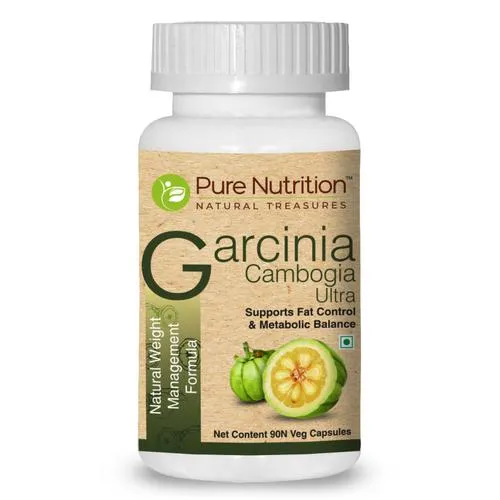 Pure Nutrition™
NATURAL TREASURES
Garcinia
Cambogia
Ultra
Supports Fat Control
& Metabolic Balance
Natural Weight
Management
Formula
Net Content 90N Veg Capsules